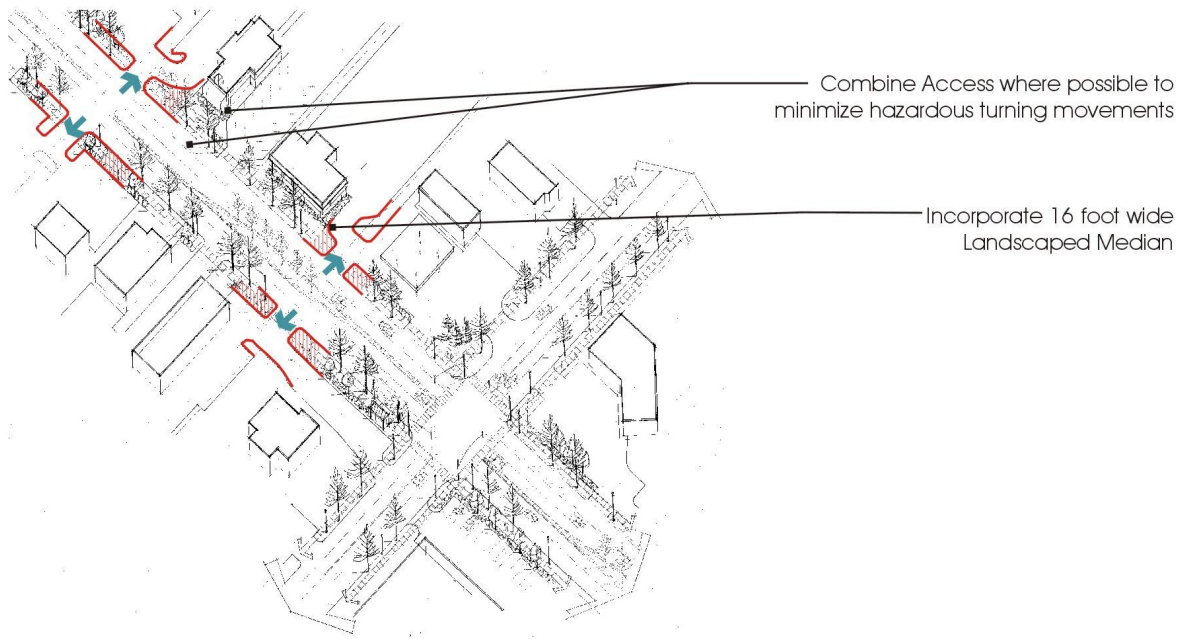 Combine Access where possible to
minimize hazardous turning movements
Incorporate 16 foot wide
Landscaped Median